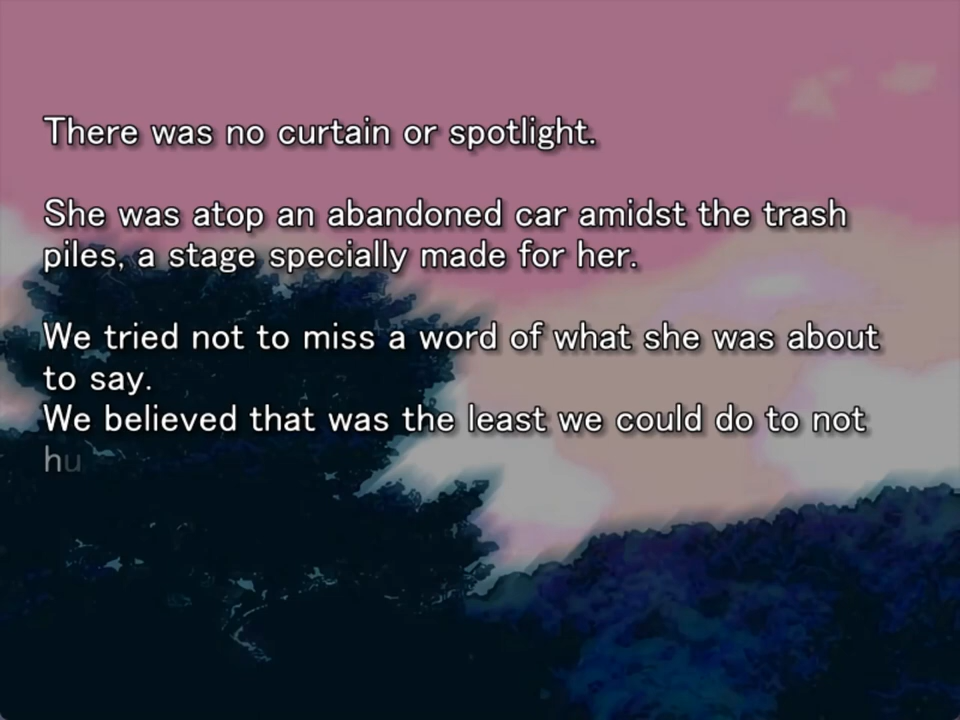 There was no curtain or spotlight.
She was atop an abandoned car amidst the trash
piles, a stage specially made for her.
We tried not to miss a word of what she was about
to say.
We believed that was the least we could do to not
hu